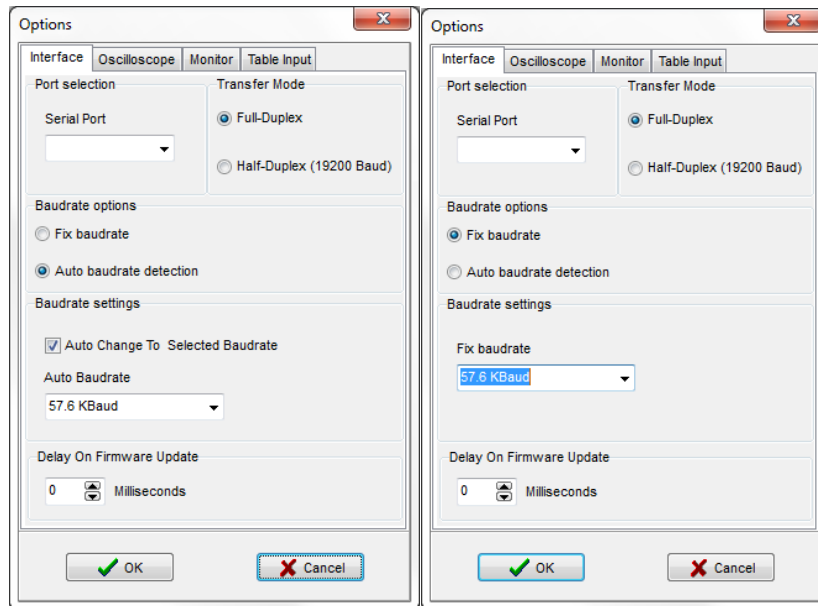 Options
Interface Oscilloscope Monitor Table Input
Port selection Transfer Mode
Serial Port
Full-Duplex
Half-Duplex (19200 Baud)
Baudrate options
Fix baudrate
Auto baudrate detection
Baudrate settings
Auto Change To Selected Baudrate
Auto Baudrate
57.6 KBaud
Delay On Firmware Update
0 Milliseconds
OK Cancel
Options
Interface Oscilloscope Monitor Table Input
Port selection Transfer Mode
Serial Port
Full-Duplex
Half-Duplex (19200 Baud)
Baudrate options
Fix baudrate
Auto baudrate detection
Baudrate settings
Fix baudrate
57.6 KBaud
Delay On Firmware Update
0 Milliseconds
OK Cancel